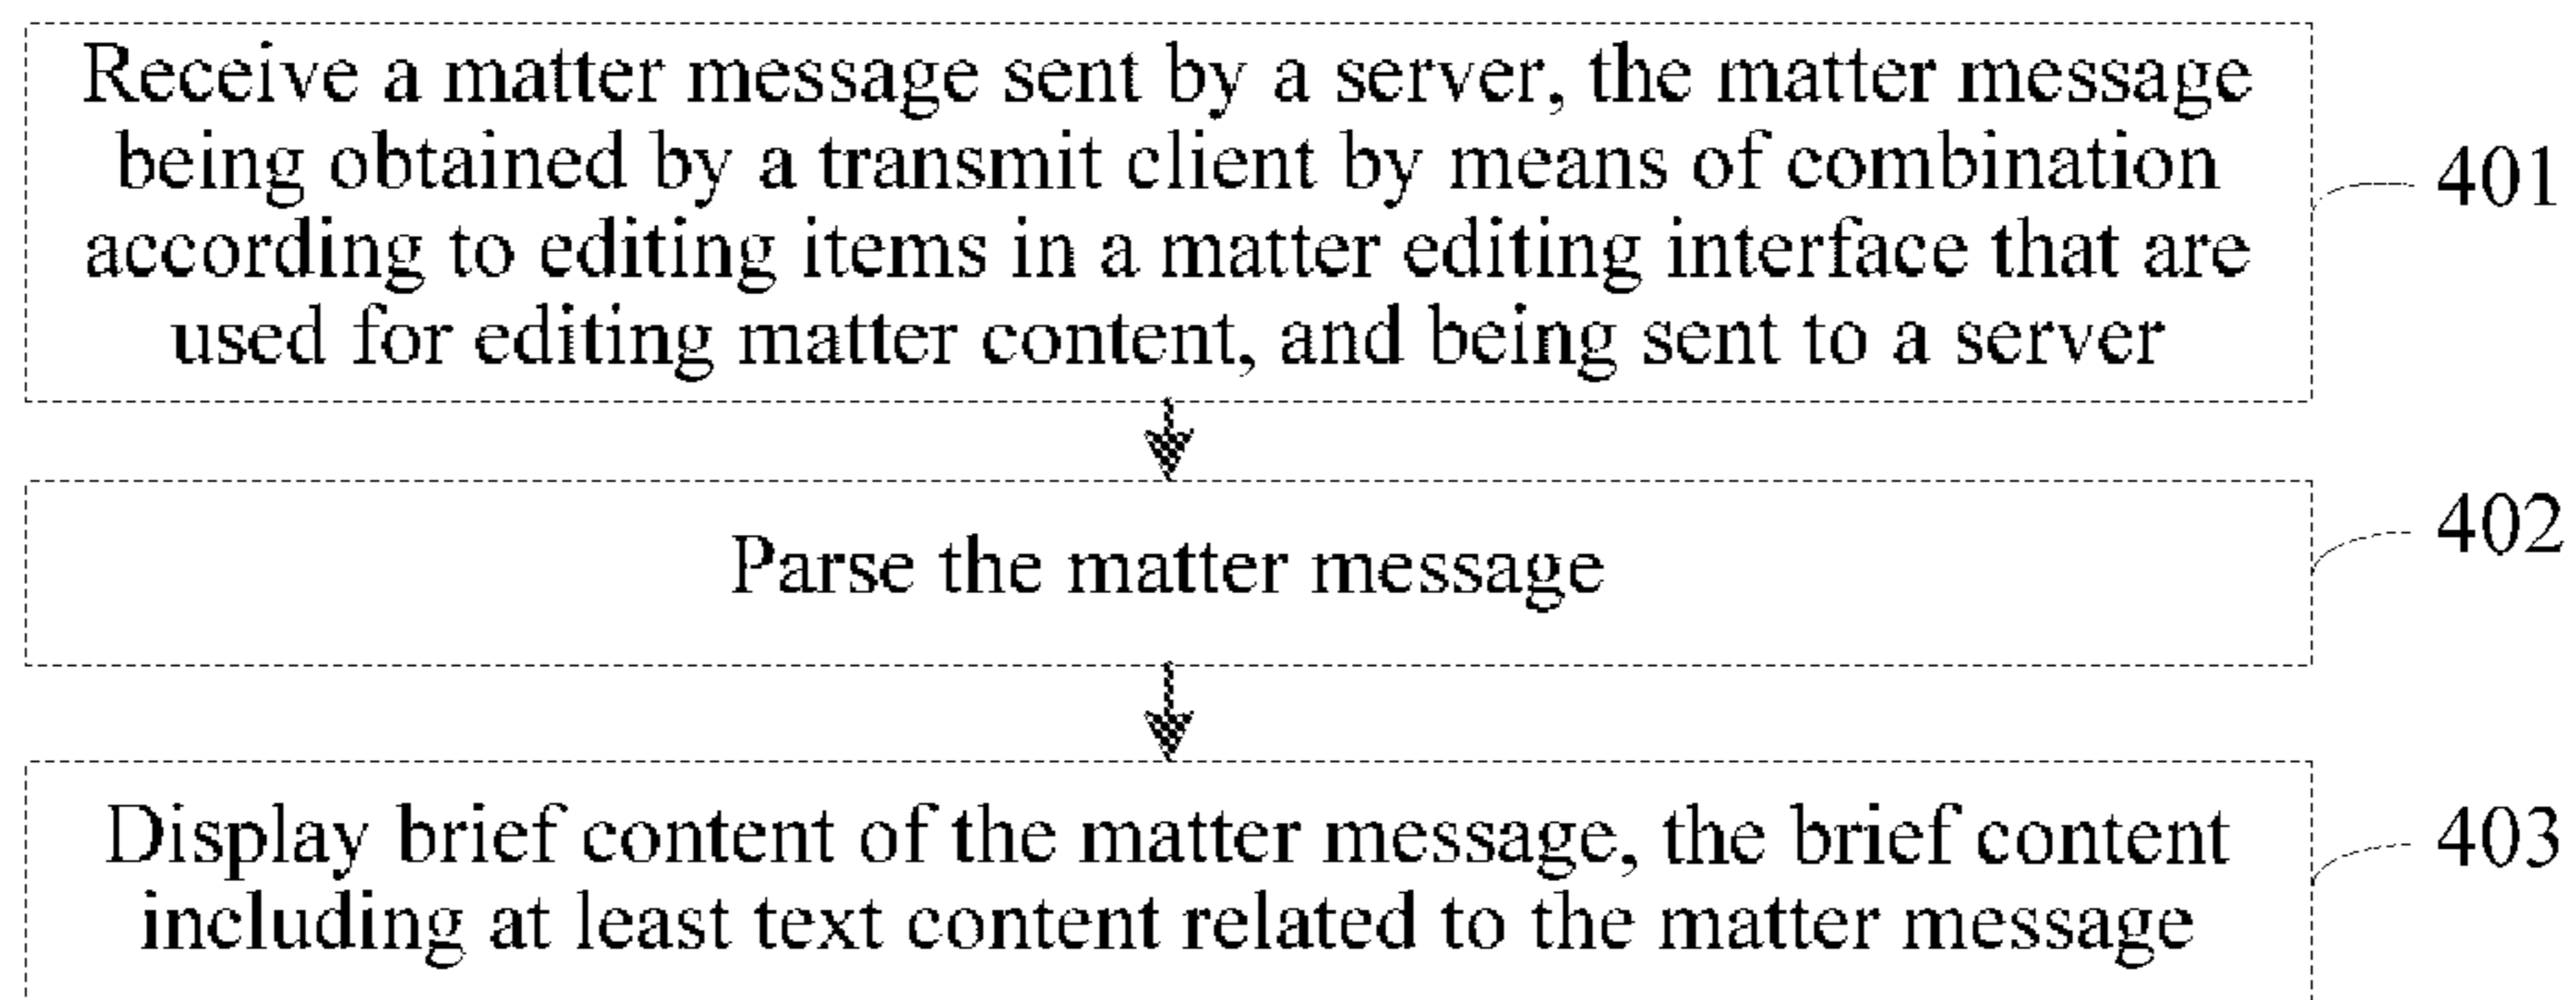 Receive a matter message sent by a server, the matter message
being obtained by a transmit client by means of combination
according to editing items in a matter editing interface that are
used for editing matter content, and being sent to a server
401
Parse the matter message
402
Display brief content of the matter message, the brief content
including at least text content related to the matter message
403